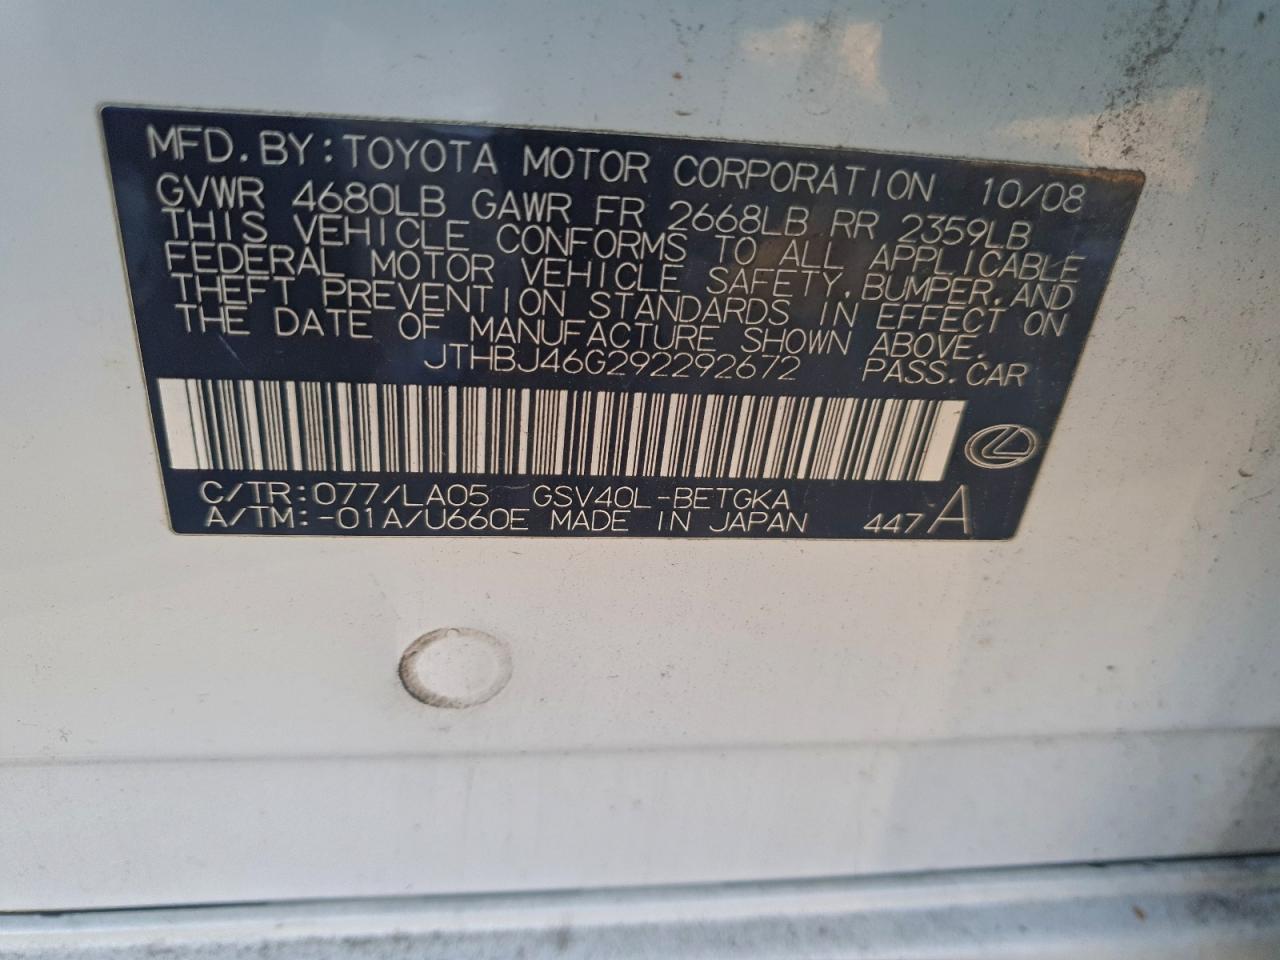 MFD. BY: TOYOTA MOTOR CORPORATION 10/08
GVWR 4680LB GAWR FR 2668LB RR 2359LB
THIS VEHICLE CONFORMS TO ALL APPLICABLE
FEDERAL MOTOR VEHICLE SAFETY, BUMPER, AND
THEFT PREVENTION STANDARDS IN EFFECT ON
THE DATE OF MANUFACTURE SHOWN ABOVE.
JTHBJ46G292292672 PASS. CAR
C/TR: 077/LA05 GSV40L-BETGKA
A/TM: -01A/U660E MADE IN JAPAN 447 A